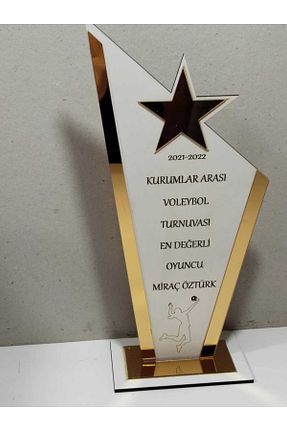 2021-2022
KURUMLAR ARASI
VOLEYBOL
TURNUVASI
EN DEĞERLİ
OYUNCU
MİRAÇ ÖZTÜRK